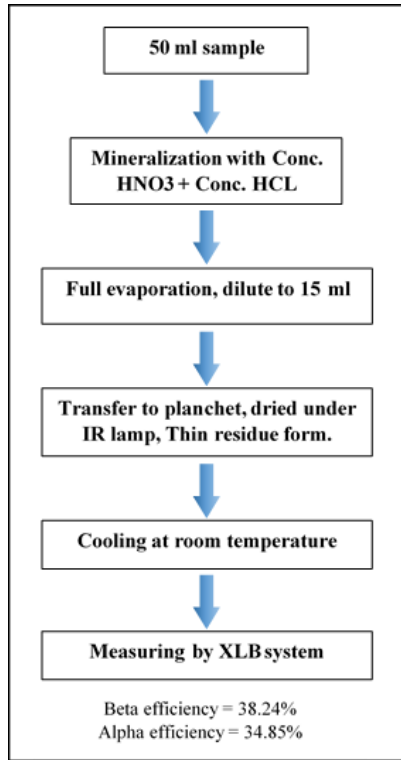 50 ml sample
Mineralization with Conc.
HNO3 + Conc. HCL
Full evaporation, dilute to 15 ml
Transfer to planchet, dried under
IR lamp, Thin residue form.
Cooling at room temperature
Measuring by XLB system
Beta efficiency = 38.24%
Alpha efficiency = 34.85%